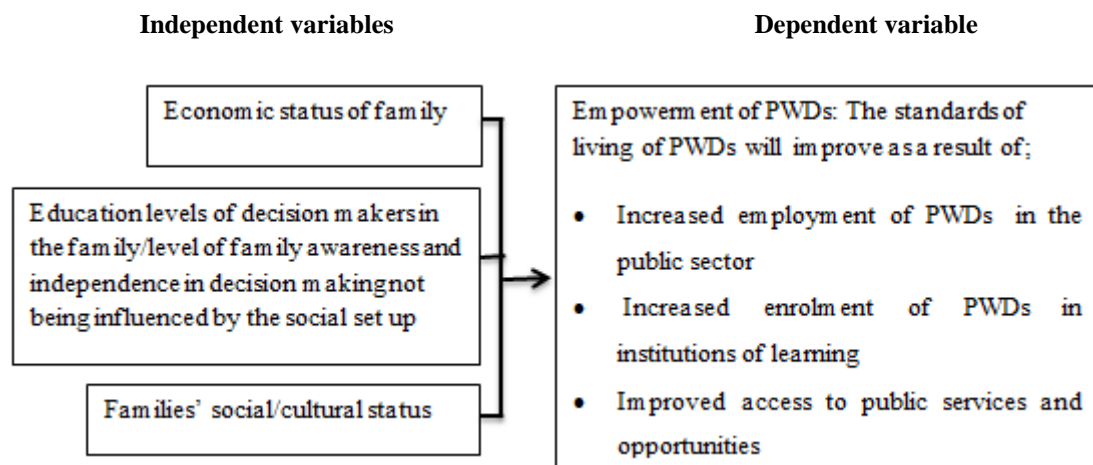 Independent variables
Dependent variable
Economic status of family
Education levels of decision makers in
the family/level of family awareness and
independence in decision making not
being influenced by the social set up
Families' social/cultural status
Empowerment of PWDs: The standards of
living of PWDs will improve as a result of;
• Increased employment of PWDs in the
public sector
• Increased enrolment of PWDs in
institutions of learning
• Improved access to public services and
opportunities